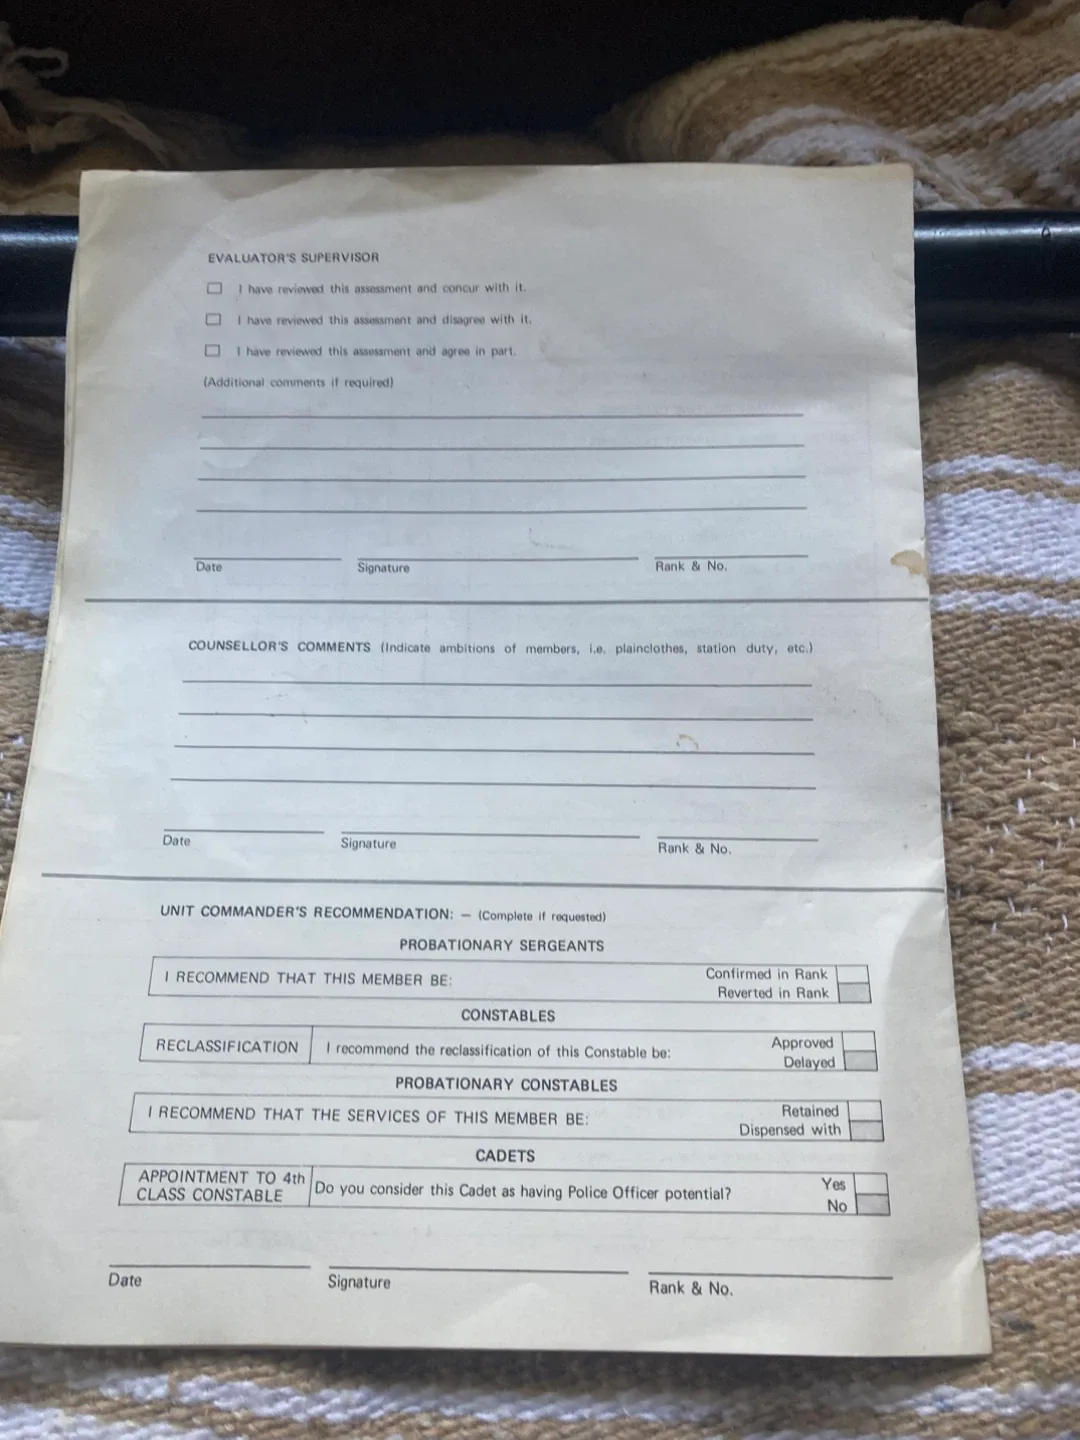 EVALUATOR'S SUPERVISOR
I have reviewed this assessment and concur with it.
I have reviewed this assessment and disagree with it.
I have reviewed this assessment and agree in part.
(Additional comments if required)
Date Signature Rank & No.
COUNSELLOR'S COMMENTS (Indicate ambitions of members, i.e. plainclothes, station duty, etc.)
Date Signature Rank & No.
UNIT COMMANDER'S RECOMMENDATION: — (Complete if requested)
PROBATIONARY SERGEANTS
I RECOMMEND THAT THIS MEMBER BE: Confirmed in Rank
Reverted in Rank
CONSTABLES
RECLASSIFICATION I recommend the reclassification of this Constable be: Approved
Delayed
PROBATIONARY CONSTABLES
I RECOMMEND THAT THE SERVICES OF THIS MEMBER BE: Retained
Dispensed with
CADETS
APPOINTMENT TO 4th
CLASS CONSTABLE Do you consider this Cadet as having Police Officer potential? Yes
No
Date Signature Rank & No.